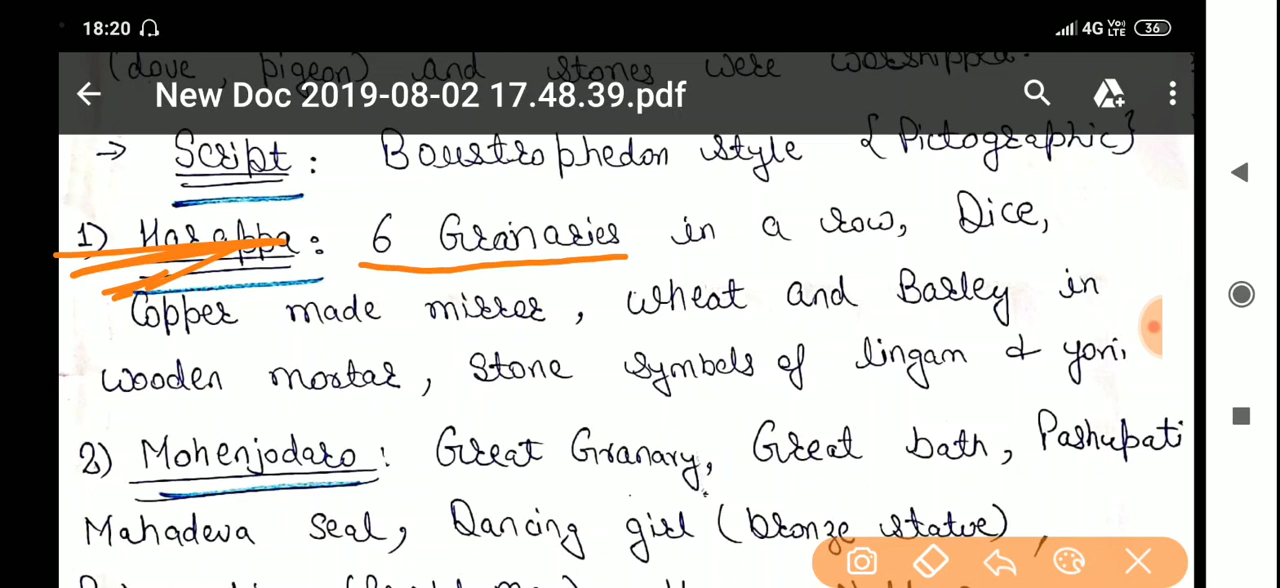 18:20 4G Vo) LTE 36
(dove, pigeon) and stones were worshipped.
New Doc 2019-08-02 17.48.39.pdf
→ Script : Boustrophedon style {Pictographic}
1) Harappa : 6 Granaries in a row, Dice,
Copper made mirror, wheat and Barley in
wooden mortar, Stone symbols of lingam & yoni
2) Mohenjodaro : Great Granary, Great bath, Pashupati
Mahadeva seal, Dancing girl (bronze statue)